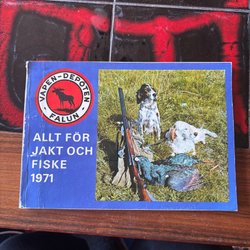 VAPEN-DEPOTEN
FALUN
ALLT FÖR
JAKT OCH
FISKE
1971